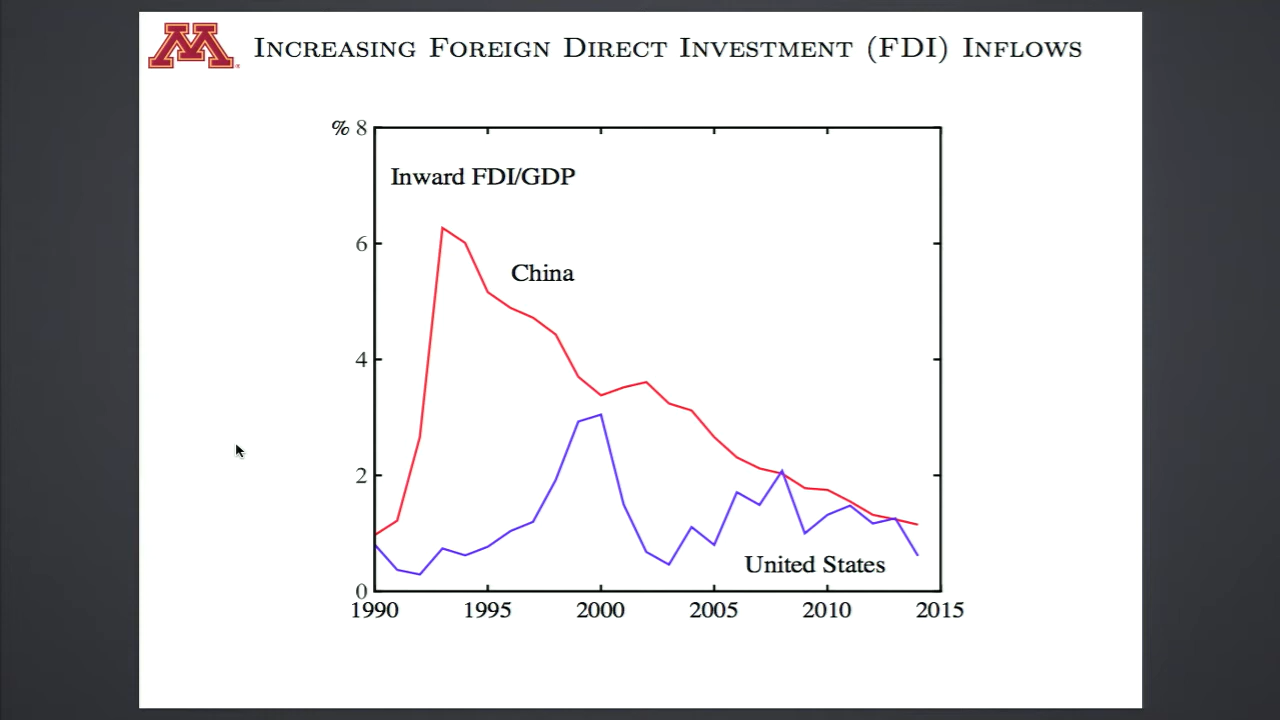 M
INCREASING FOREIGN DIRECT INVESTMENT (FDI) INFLOWS
% 8
Inward FDI/GDP
6
China
4
2
United States
0
1990 1995 2000 2005 2010 2015